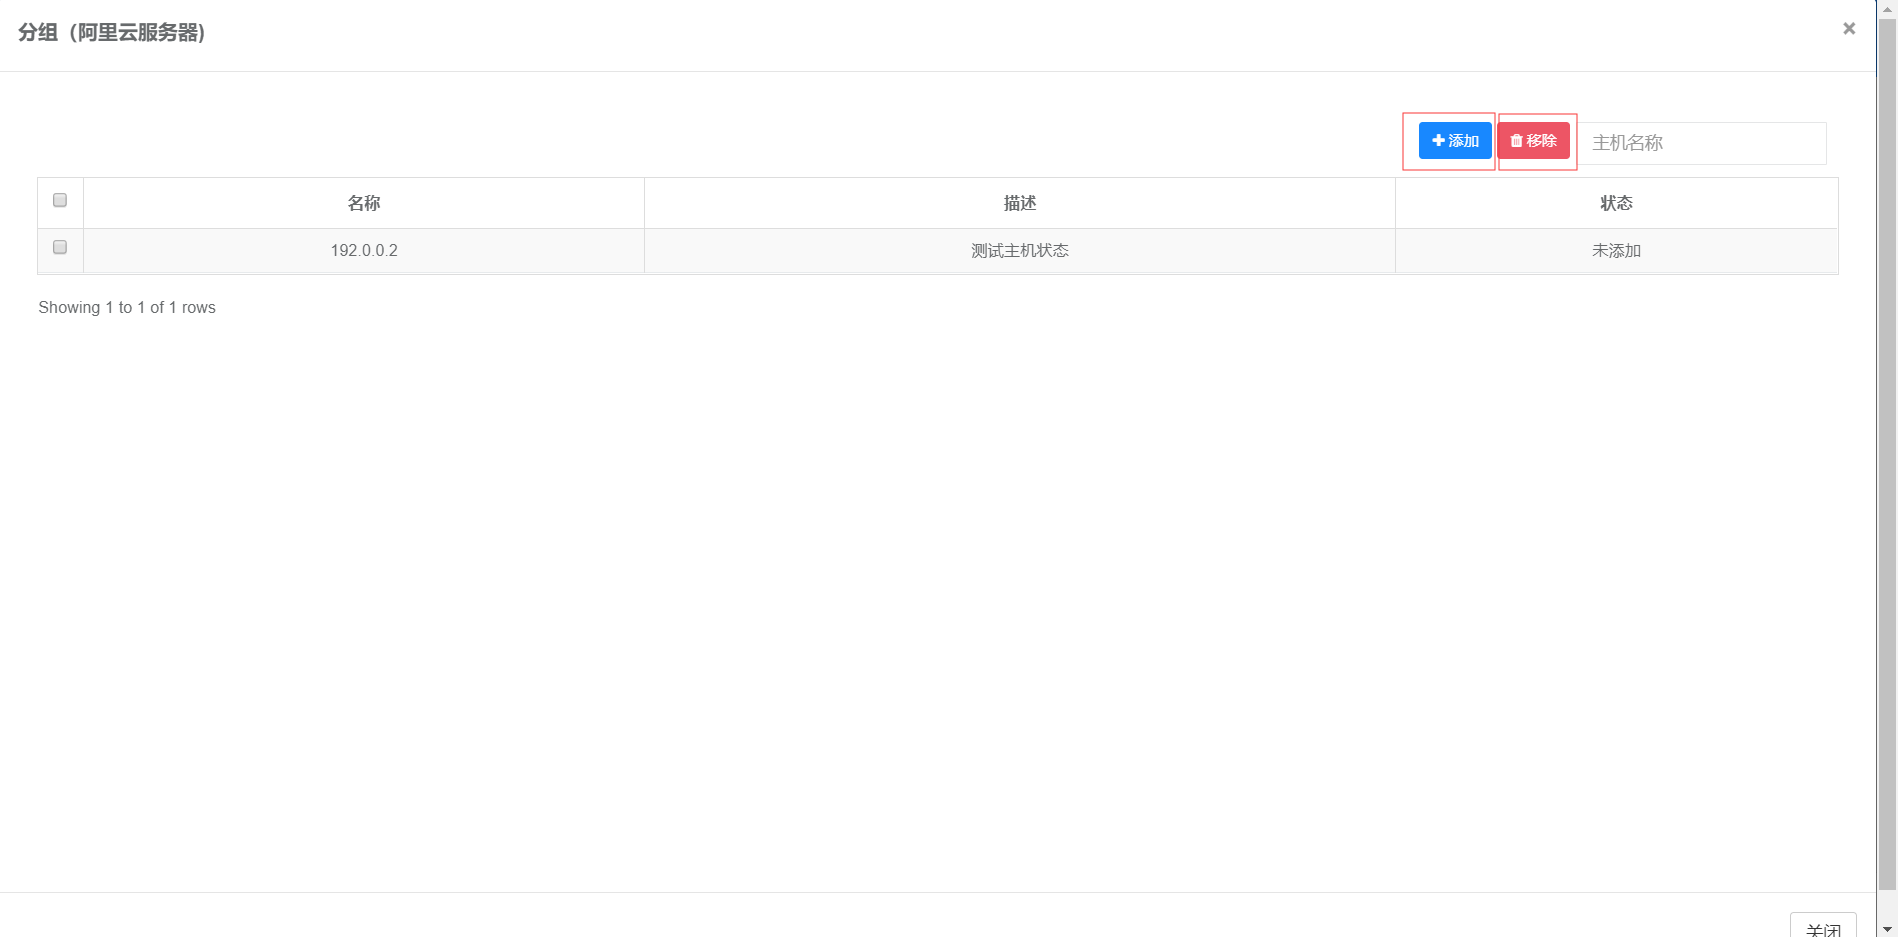 分组（阿里云服务器)
×
添加 移除 主机名称
名称 描述 状态
192.0.0.2 测试主机状态 未添加
Showing 1 to 1 of 1 rows
关闭